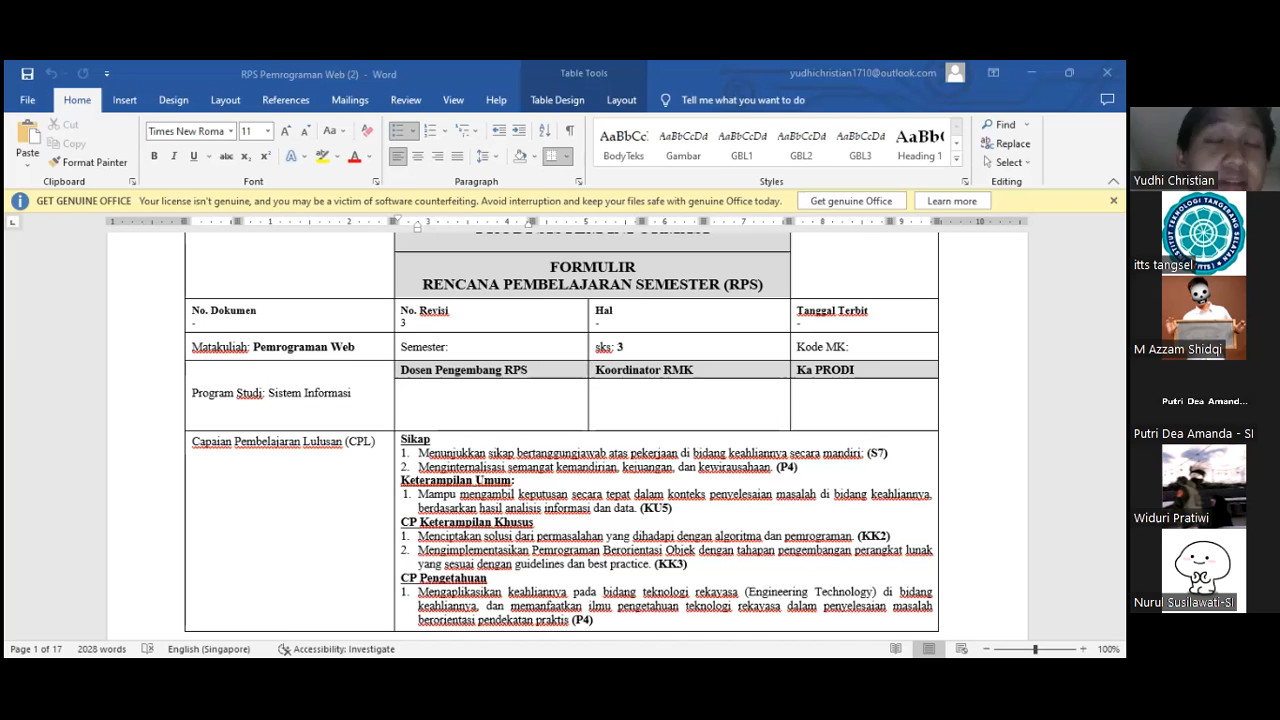 RPS Pemrograman Web (2) - Word
Table Tools
yudhichristian1710@outlook.com
File Home Insert Design Layout References Mailings Review View Help Table Design Layout Tell me what you want to do
Paste
Cut
Copy
Format Painter
Times New Roma 11
BodyTeks
Gambar
GBL1
GBL2
GBL3
Heading 1
Find
Replace
Select
Clipboard Font Paragraph Styles Editing
GET GENUINE OFFICE Your license isn't genuine, and you may be a victim of software counterfeiting. Avoid interruption and keep your files safe with genuine Office today. Get genuine Office Learn more
FORMULIR
RENCANA PEMBELAJARAN SEMESTER (RPS)
No. Dokumen
-
No. Revisi
3
Hal
-
Tanggal Terbit
-
Matakuliah: Pemrograman Web
Semester:
sks: 3
Kode MK:
Program Studi: Sistem Informasi
Dosen Pengembang RPS
Koordinator RMK
Ka PRODI
Capaian Pembelajaran Lulusan (CPL)
Sikap
1. Menunjukkan sikap bertanggungjawab atas pekerjaan di bidang keahliannya secara mandiri; (S7)
2. Menginternalisasi semangat kemandirian, kejuangan, dan kewirausahaan. (P4)
Keterampilan Umum:
1. Mampu mengambil keputusan secara tepat dalam konteks penyelesaian masalah di bidang keahliannya,
berdasarkan hasil analisis informasi dan data. (KU5)
CP Keterampilan Khusus
1. Menciptakan solusi dari permasalahan yang dihadapi dengan algoritma dan pemrograman. (KK2)
2. Mengimplementasikan Pemrograman Berorientasi Objek dengan tahapan pengembangan perangkat lunak
yang sesuai dengan guidelines dan best practice. (KK3)
CP Pengetahuan
1. Mengaplikasikan keahliannya pada bidang teknologi rekayasa (Engineering Technology) di bidang
keahliannya, dan memanfaatkan ilmu pengetahuan teknologi rekayasa dalam penyelesaian masalah
berorientasi pendekatan praktis (P4)
Page 1 of 17 2028 words English (Singapore) Accessibility: Investigate 100%
Yudhi Christian
itts tangsel
M Azzam Shidqi
Putri Dea Amand...
Putri Dea Amanda - SI
Widuri Pratiwi
Nurul Susilawati-SI